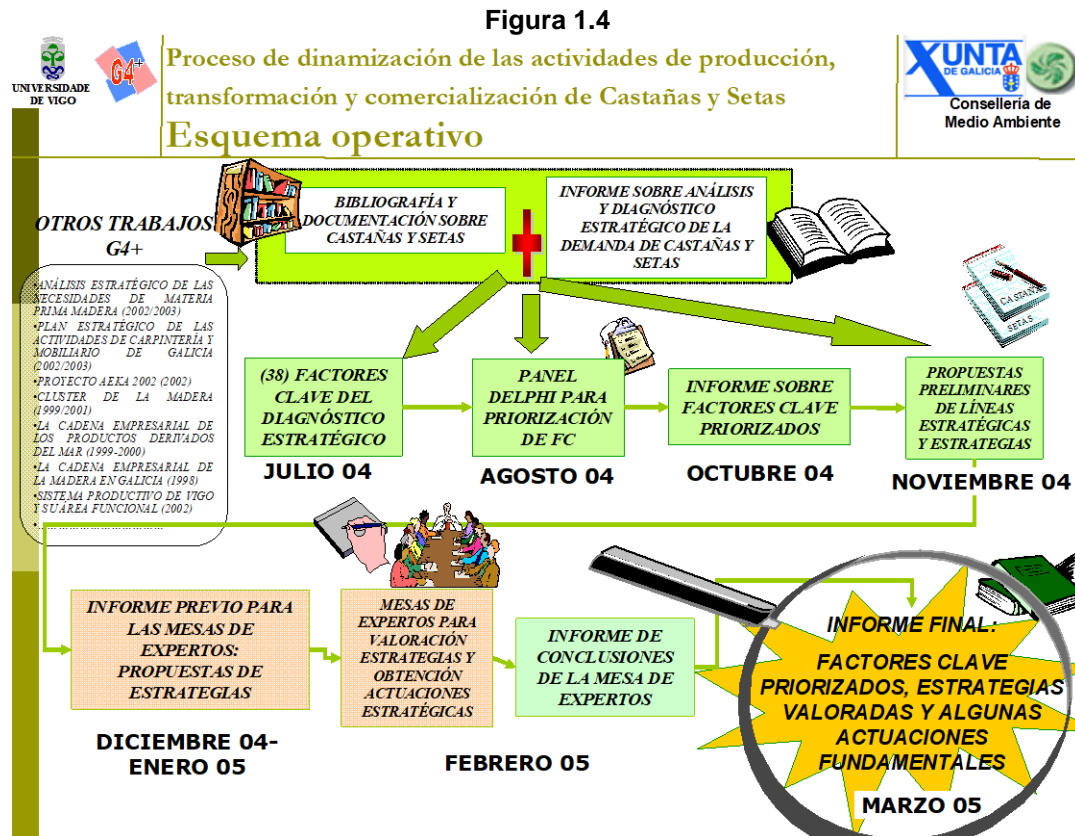 Figura 1.4
UNIVERSIDADE
DE VIGO
G4+
Proceso de dinamización de las actividades de producción,
transformación y comercialización de Castañas y Setas
Esquema operativo
XUNTA
DE GALICIA
Consellería de
Medio Ambiente
OTROS TRABAJOS
G4+
•ANÁLISIS ESTRATÉGICO DE LAS
NECESIDADES DE MATERIA
PRIMA MADERA (2002/2003)
•PLAN ESTRATÉGICO DE LAS
ACTIVIDADES DE CARPINTERÍA Y
MOBILIARIO DE GALICIA
(2002/2003)
•PROYECTO AEKA 2002 (2002)
•CLUSTER DE LA MADERA
(1999/2001)
•LA CADENA EMPRESARIAL DE
LOS PRODUCTOS DERIVADOS
DEL MAR (1999-2000)
•LA CADENA EMPRESARIAL DE
LA MADERA EN GALICIA (1998)
•SISTEMA PRODUCTIVO DE VIGO
Y SU ÁREA FUNCIONAL (2002)
•....................................
BIBLIOGRAFÍA Y
DOCUMENTACIÓN SOBRE
CASTAÑAS Y SETAS
INFORME SOBRE ANÁLISIS
Y DIAGNÓSTICO
ESTRATÉGICO DE LA
DEMANDA DE CASTAÑAS Y
SETAS
CASTAÑAS
SETAS
(38) FACTORES
CLAVE DEL
DIAGNÓSTICO
ESTRATÉGICO
JULIO 04
PANEL
DELPHI PARA
PRIORIZACIÓN
DE FC
AGOSTO 04
INFORME SOBRE
FACTORES CLAVE
PRIORIZADOS
OCTUBRE 04
PROPUESTAS
PRELIMINARES
DE LÍNEAS
ESTRATÉGICAS
Y ESTRATEGIAS
NOVIEMBRE 04
INFORME PREVIO PARA
LAS MESAS DE
EXPERTOS:
PROPUESTAS DE
ESTRATEGIAS
DICIEMBRE 04-
ENERO 05
MESAS DE
EXPERTOS PARA
VALORACIÓN
ESTRATEGIAS Y
OBTENCIÓN
ACTUACIONES
ESTRATÉGICAS
INFORME DE
CONCLUSIONES
DE LA MESA DE
EXPERTOS
FEBRERO 05
INFORME FINAL:
FACTORES CLAVE
PRIORIZADOS, ESTRATEGIAS
VALORADAS Y ALGUNAS
ACTUACIONES
FUNDAMENTALES
MARZO 05